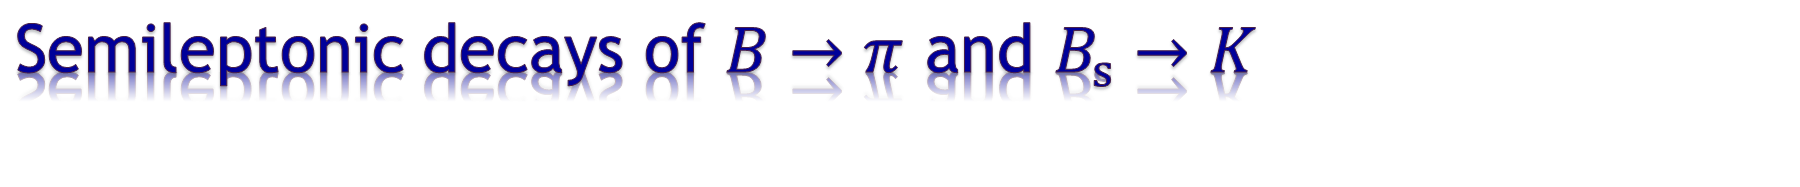 Semileptonic decays of B → π and Bₛ → K